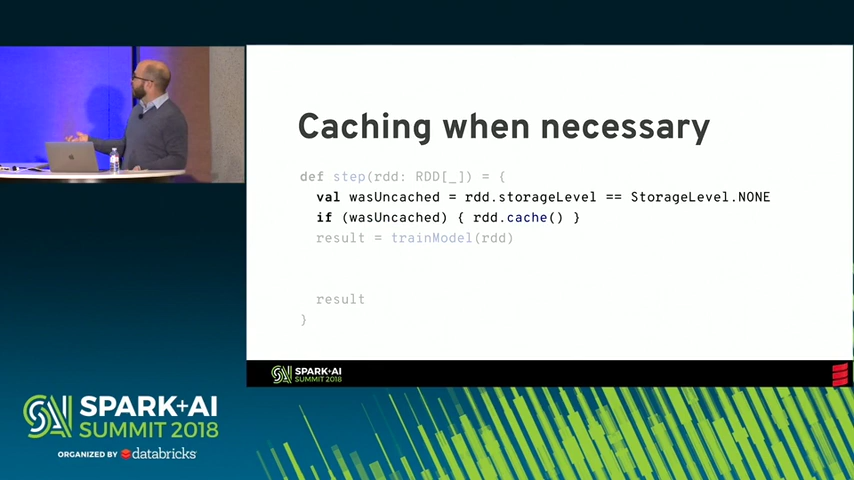 Caching when necessary
def step(rdd: RDD[_]) = {
val wasUncached = rdd.storageLevel == StorageLevel.NONE
if (wasUncached) { rdd.cache() }
result = trainModel(rdd)
result
}
SPARK+AI
SUMMIT 2018
SPARK+AI
SUMMIT 2018
ORGANIZED BY databricks